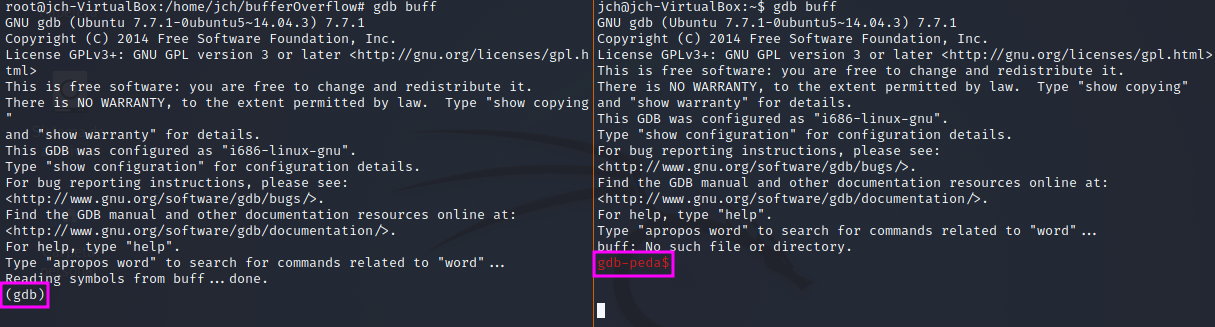 root@jch-VirtualBox:/home/jch/bufferOverflow# gdb buff
GNU gdb (Ubuntu 7.7.1-0ubuntu5~14.04.3) 7.7.1
Copyright (C) 2014 Free Software Foundation, Inc.
License GPLv3+: GNU GPL version 3 or later <http://gnu.org/licenses/gpl.h
tml>
This is free software: you are free to change and redistribute it.
There is NO WARRANTY, to the extent permitted by law.  Type "show copying
"
and "show warranty" for details.
This GDB was configured as "i686-linux-gnu".
Type "show configuration" for configuration details.
For bug reporting instructions, please see:
<http://www.gnu.org/software/gdb/bugs/>.
Find the GDB manual and other documentation resources online at:
<http://www.gnu.org/software/gdb/documentation/>.
For help, type "help".
Type "apropos word" to search for commands related to "word"...
Reading symbols from buff...done.
(gdb)
jch@jch-VirtualBox:~$ gdb buff
GNU gdb (Ubuntu 7.7.1-0ubuntu5~14.04.3) 7.7.1
Copyright (C) 2014 Free Software Foundation, Inc.
License GPLv3+: GNU GPL version 3 or later <http://gnu.org/licenses/gpl.html>
This is free software: you are free to change and redistribute it.
There is NO WARRANTY, to the extent permitted by law.  Type "show copying"
and "show warranty" for details.
This GDB was configured as "i686-linux-gnu".
Type "show configuration" for configuration details.
For bug reporting instructions, please see:
<http://www.gnu.org/software/gdb/bugs/>.
Find the GDB manual and other documentation resources online at:
<http://www.gnu.org/software/gdb/documentation/>.
For help, type "help".
Type "apropos word" to search for commands related to "word"...
buff: No such file or directory.
gdb-peda$